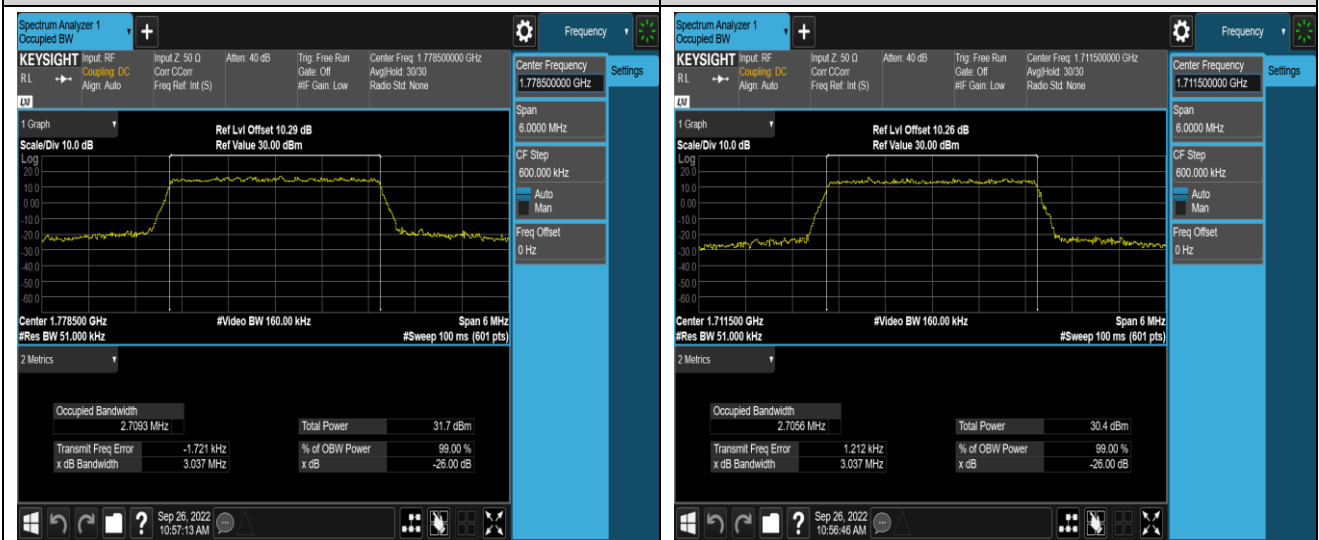 Spectrum Analyzer 1
Occupied BW
+
Frequency
KEYSIGHT
Input: RF
Coupling: DC
Align: Auto
Input Z: 50 Ω
Corr CCorr
Freq Ref: Int (S)
Atten: 40 dB
Trig: Free Run
Gate: Off
#IF Gain: Low
Center Freq: 1.778500000 GHz
Avg|Hold: 30/30
Radio Std: None
RL
LXI
Center Frequency
1.778500000 GHz
Settings
Span
6.0000 MHz
CF Step
600.000 kHz
Auto
Man
Freq Offset
0 Hz
1 Graph
Ref Lvl Offset 10.29 dB
Scale/Div 10.0 dB
Ref Value 30.00 dBm
Log
20.0
10.0
0.00
-10.0
-20.0
-30.0
-40.0
-50.0
-60.0
Center 1.778500 GHz
#Video BW 160.00 kHz
Span 6 MHz
#Res BW 51.000 kHz
#Sweep 100 ms (601 pts)
2 Metrics
Occupied Bandwidth
2.7093 MHz
Total Power 31.7 dBm
Transmit Freq Error -1.721 kHz
% of OBW Power 99.00 %
x dB Bandwidth 3.037 MHz
x dB -26.00 dB
?
Sep 26, 2022
10:57:13 AM
Spectrum Analyzer 1
Occupied BW
+
Frequency
KEYSIGHT
Input: RF
Coupling: DC
Align: Auto
Input Z: 50 Ω
Corr CCorr
Freq Ref: Int (S)
Atten: 40 dB
Trig: Free Run
Gate: Off
#IF Gain: Low
Center Freq: 1.711500000 GHz
Avg|Hold: 30/30
Radio Std: None
RL
LXI
Center Frequency
1.711500000 GHz
Settings
Span
6.0000 MHz
CF Step
600.000 kHz
Auto
Man
Freq Offset
0 Hz
1 Graph
Ref Lvl Offset 10.26 dB
Scale/Div 10.0 dB
Ref Value 30.00 dBm
Log
20.0
10.0
0.00
-10.0
-20.0
-30.0
-40.0
-50.0
-60.0
Center 1.711500 GHz
#Video BW 160.00 kHz
Span 6 MHz
#Res BW 51.000 kHz
#Sweep 100 ms (601 pts)
2 Metrics
Occupied Bandwidth
2.7056 MHz
Total Power 30.4 dBm
Transmit Freq Error 1.212 kHz
% of OBW Power 99.00 %
x dB Bandwidth 3.037 MHz
x dB -26.00 dB
?
Sep 26, 2022
10:56:46 AM